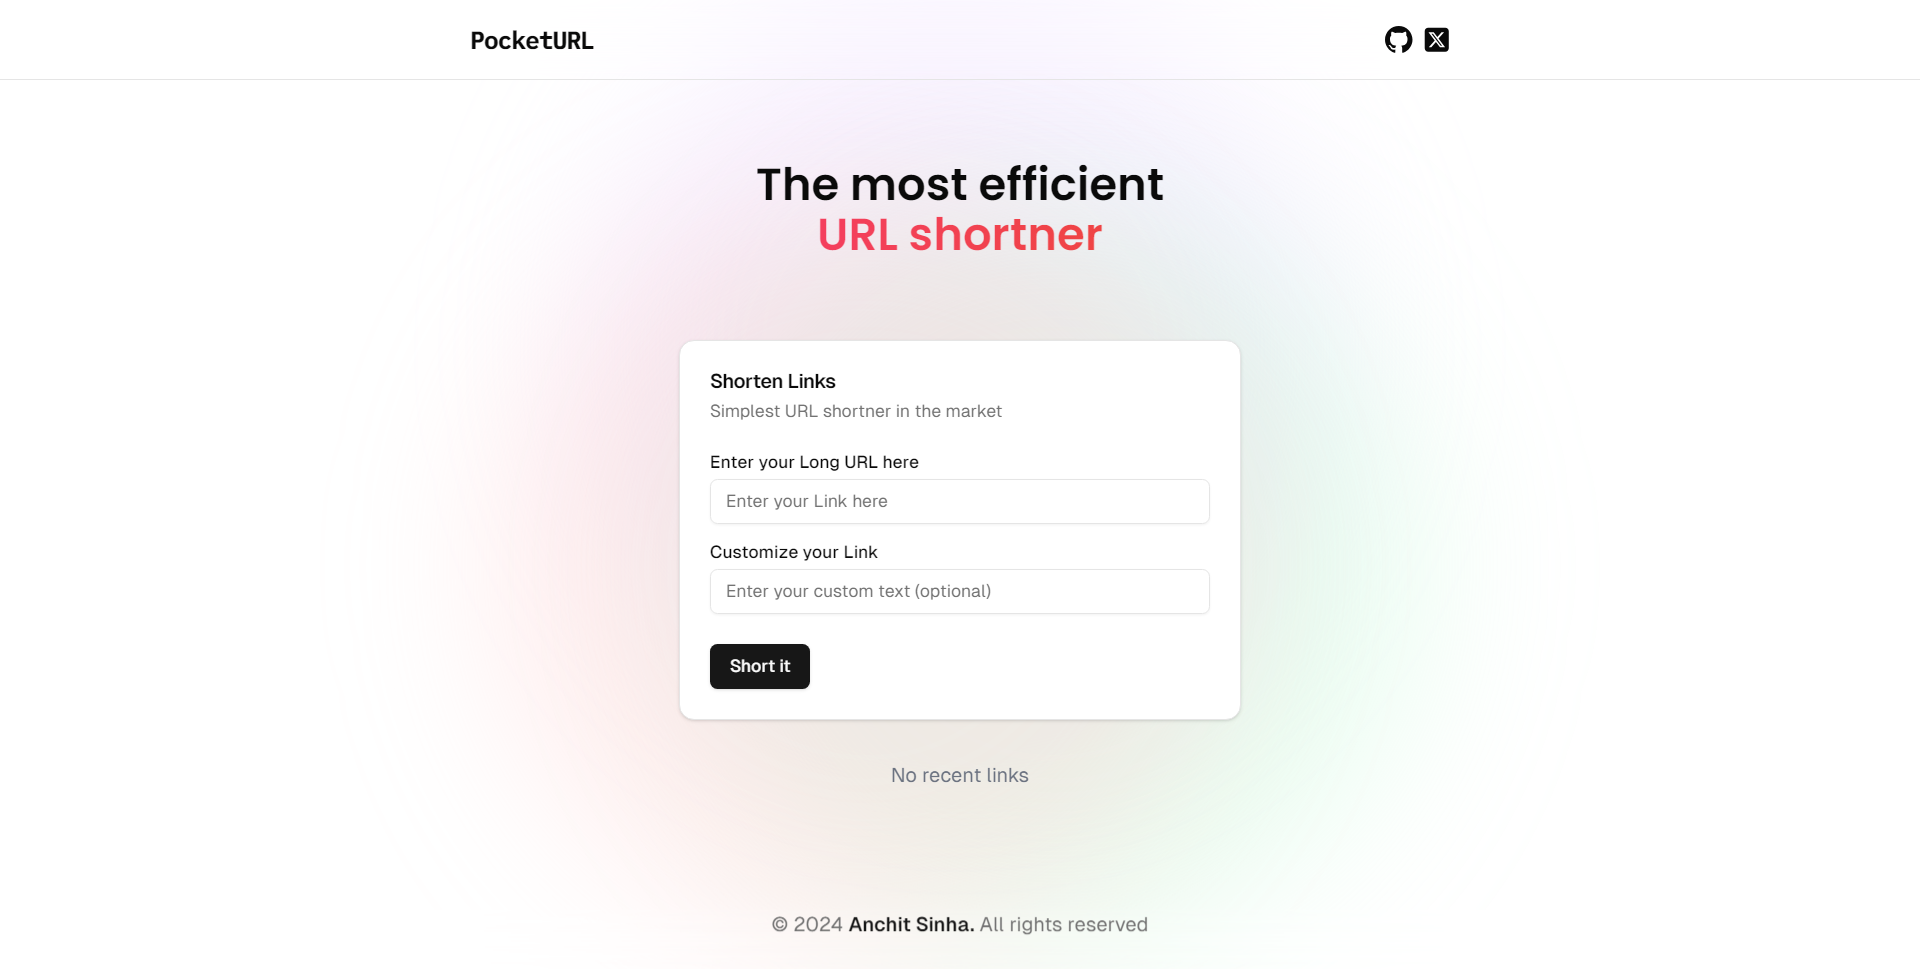 PocketURL
The most efficient
URL shortner
Shorten Links
Simplest URL shortner in the market
Enter your Long URL here
Enter your Link here
Customize your Link
Enter your custom text (optional)
Short it
No recent links
© 2024 Anchit Sinha. All rights reserved